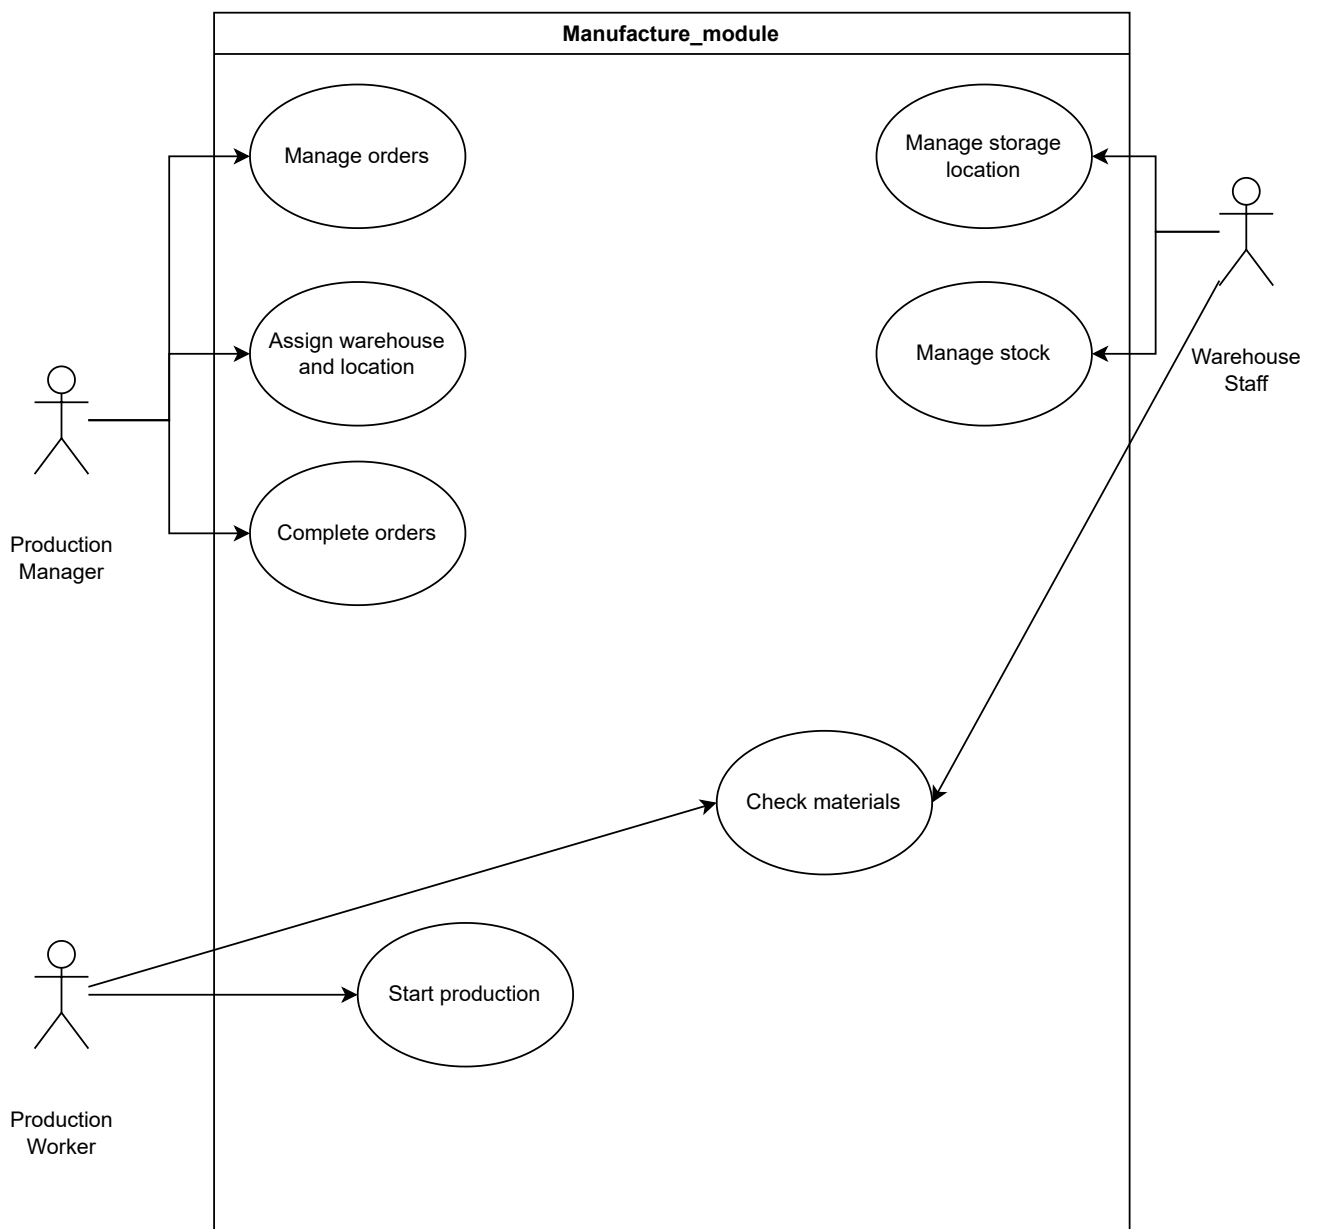 Manufacture_module
Manage orders
Manage storage
location
Assign warehouse
and location
Manage stock
Warehouse
Staff
Complete orders
Production
Manager
Check materials
Start production
Production
Worker